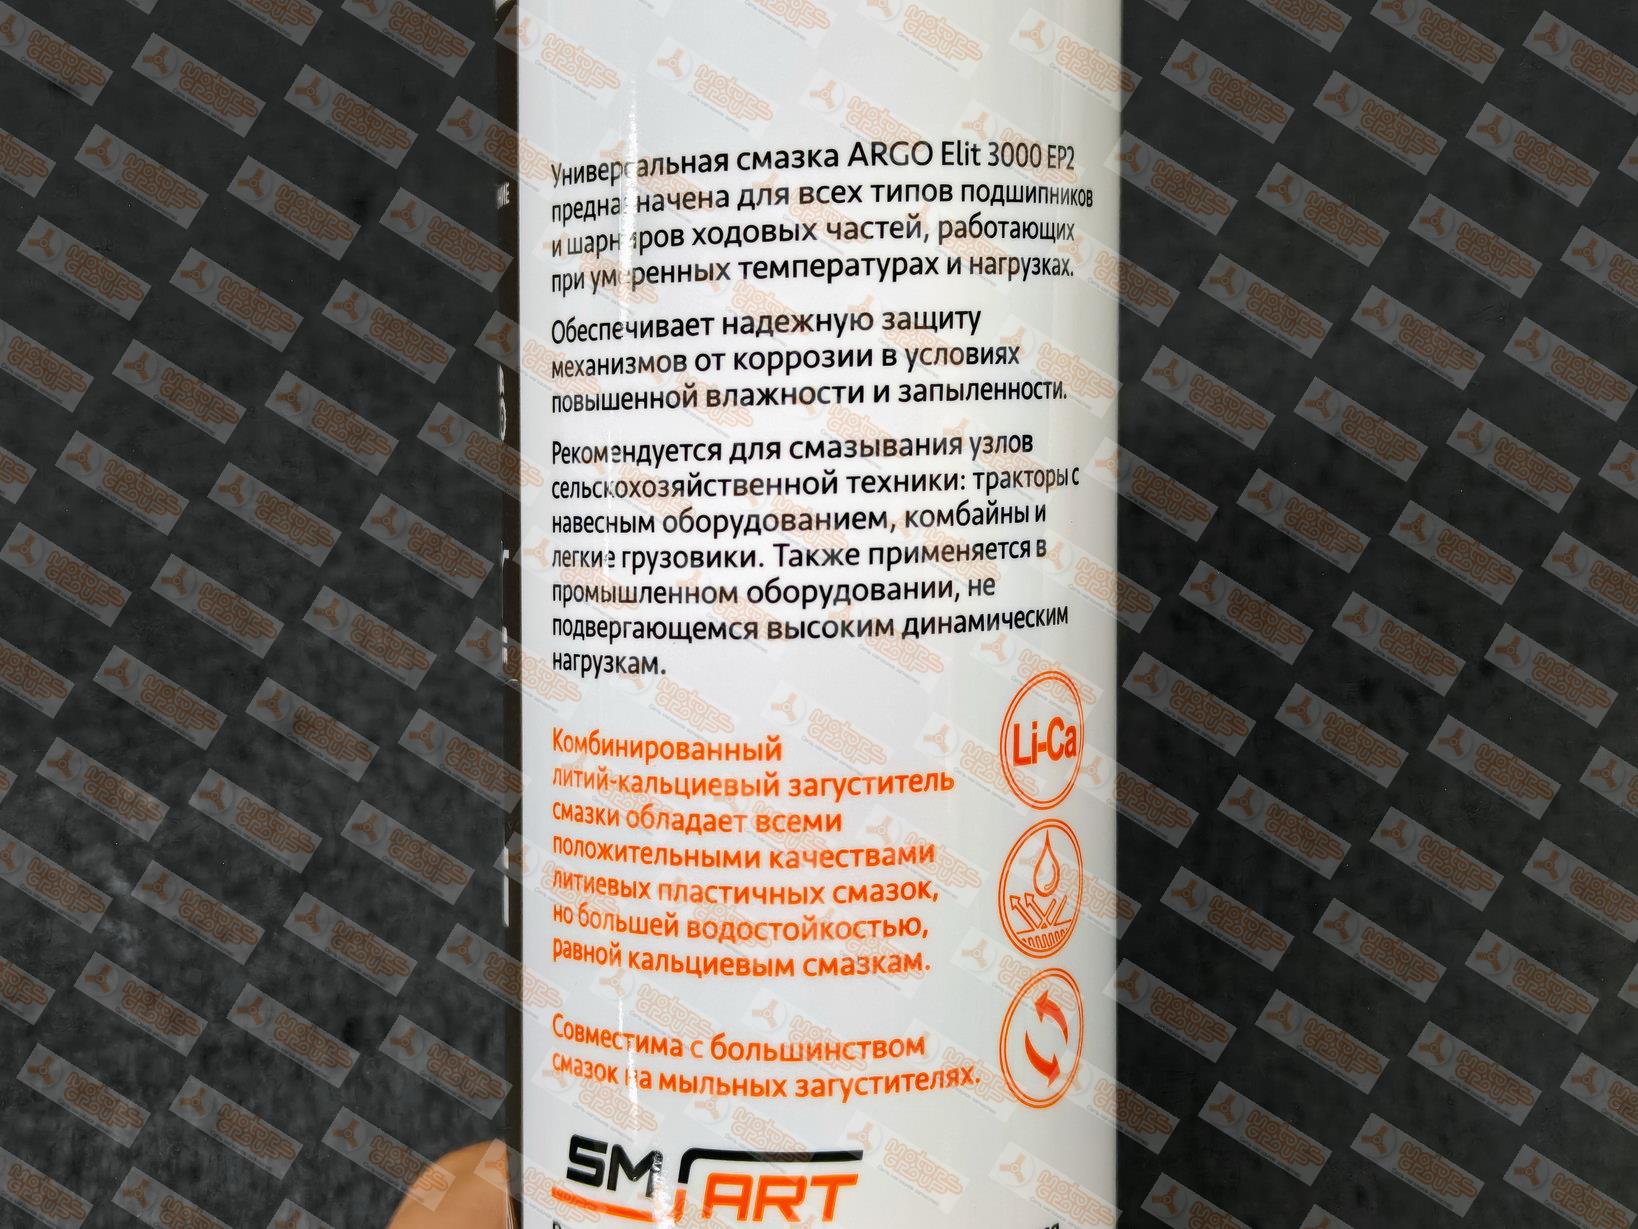 Универсальная смазка ARGO Elit 3000 EP2
предназначена для всех типов подшипников
и шарниров ходовых частей, работающих
при умеренных температурах и нагрузках.
Обеспечивает надежную защиту
механизмов от коррозии в условиях
повышенной влажности и запыленности.
Рекомендуется для смазывания узлов
сельскохозяйственной техники: тракторы с
навесным оборудованием, комбайны и
легкие грузовики. Также применяется в
промышленном оборудовании, не
подвергающемся высоким динамическим
нагрузкам.
Комбинированный
литий-кальциевый загуститель
смазки обладает всеми
положительными качествами
литиевых пластичных смазок,
но большей водостойкостью,
равной кальциевым смазкам.
Li-Ca
Совместима с большинством
смазок на мыльных загустителях.
SMART